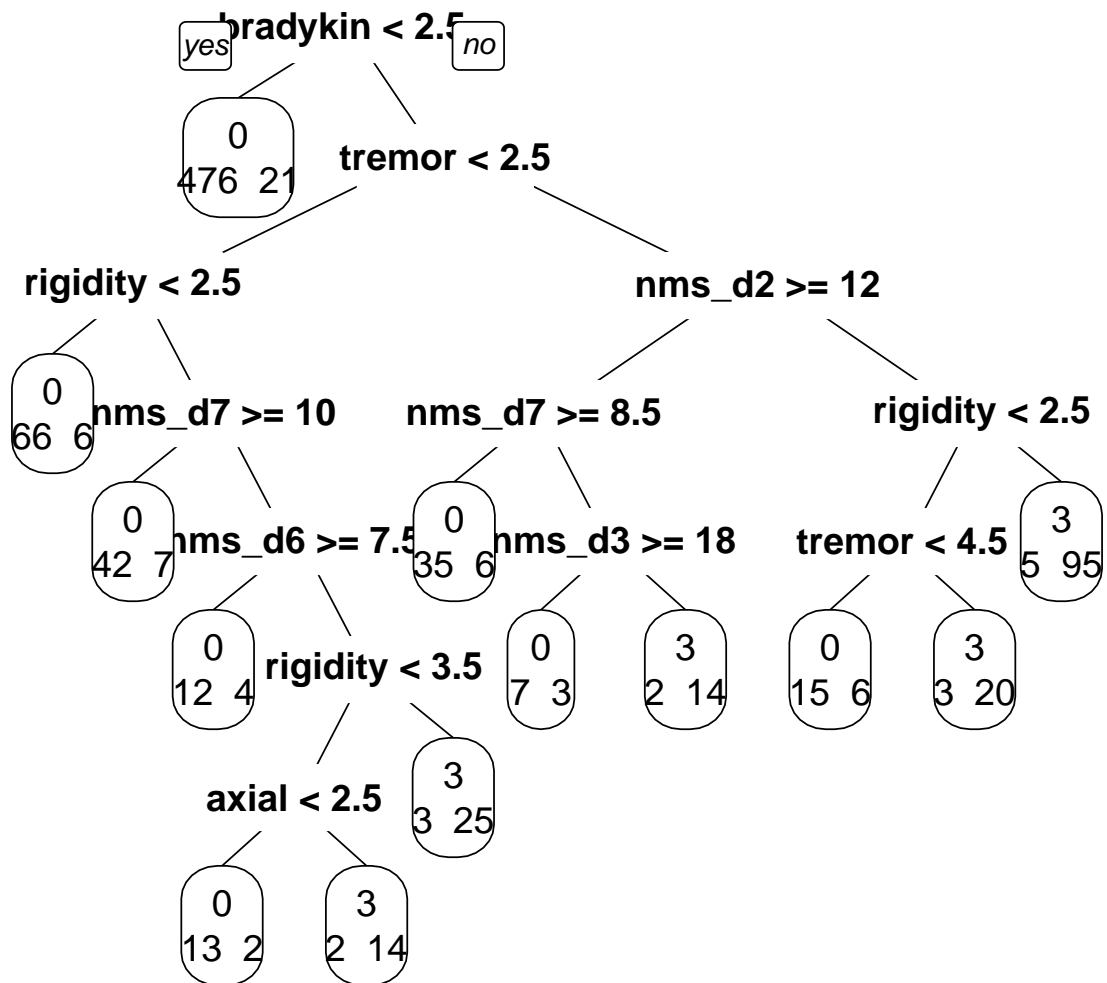 bradykin < 2.5
yes
no
0
476 21
tremor < 2.5
rigidity < 2.5
nms_d2 >= 12
0
66 6
nms_d7 >= 10
nms_d7 >= 8.5
rigidity < 2.5
0
42 7
nms_d6 >= 7.5
0
35 6
nms_d3 >= 18
tremor < 4.5
3
5 95
0
12 4
rigidity < 3.5
0
7 3
3
2 14
0
15 6
3
3 20
axial < 2.5
3
3 25
0
13 2
3
2 14